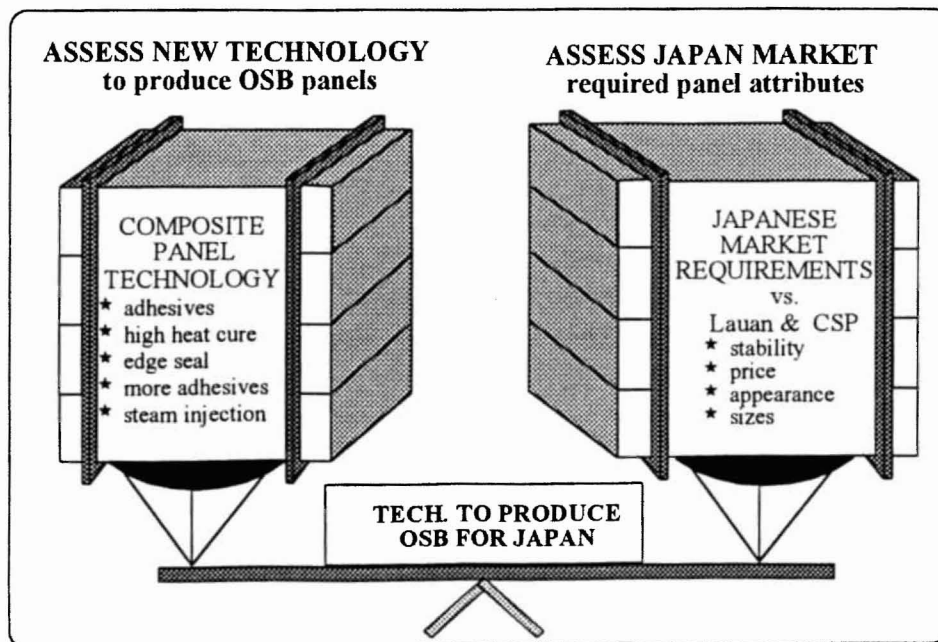 ASSESS NEW TECHNOLOGY
to produce OSB panels
COMPOSITE
PANEL
TECHNOLOGY
★ adhesives
★ high heat cure
★ edge seal
★ more adhesives
★ steam injection
ASSESS JAPAN MARKET
required panel attributes
JAPANESE
MARKET
REQUIREMENTS
vs.
Lauan & CSP
★ stability
★ price
★ appearance
★ sizes
TECH. TO PRODUCE
OSB FOR JAPAN